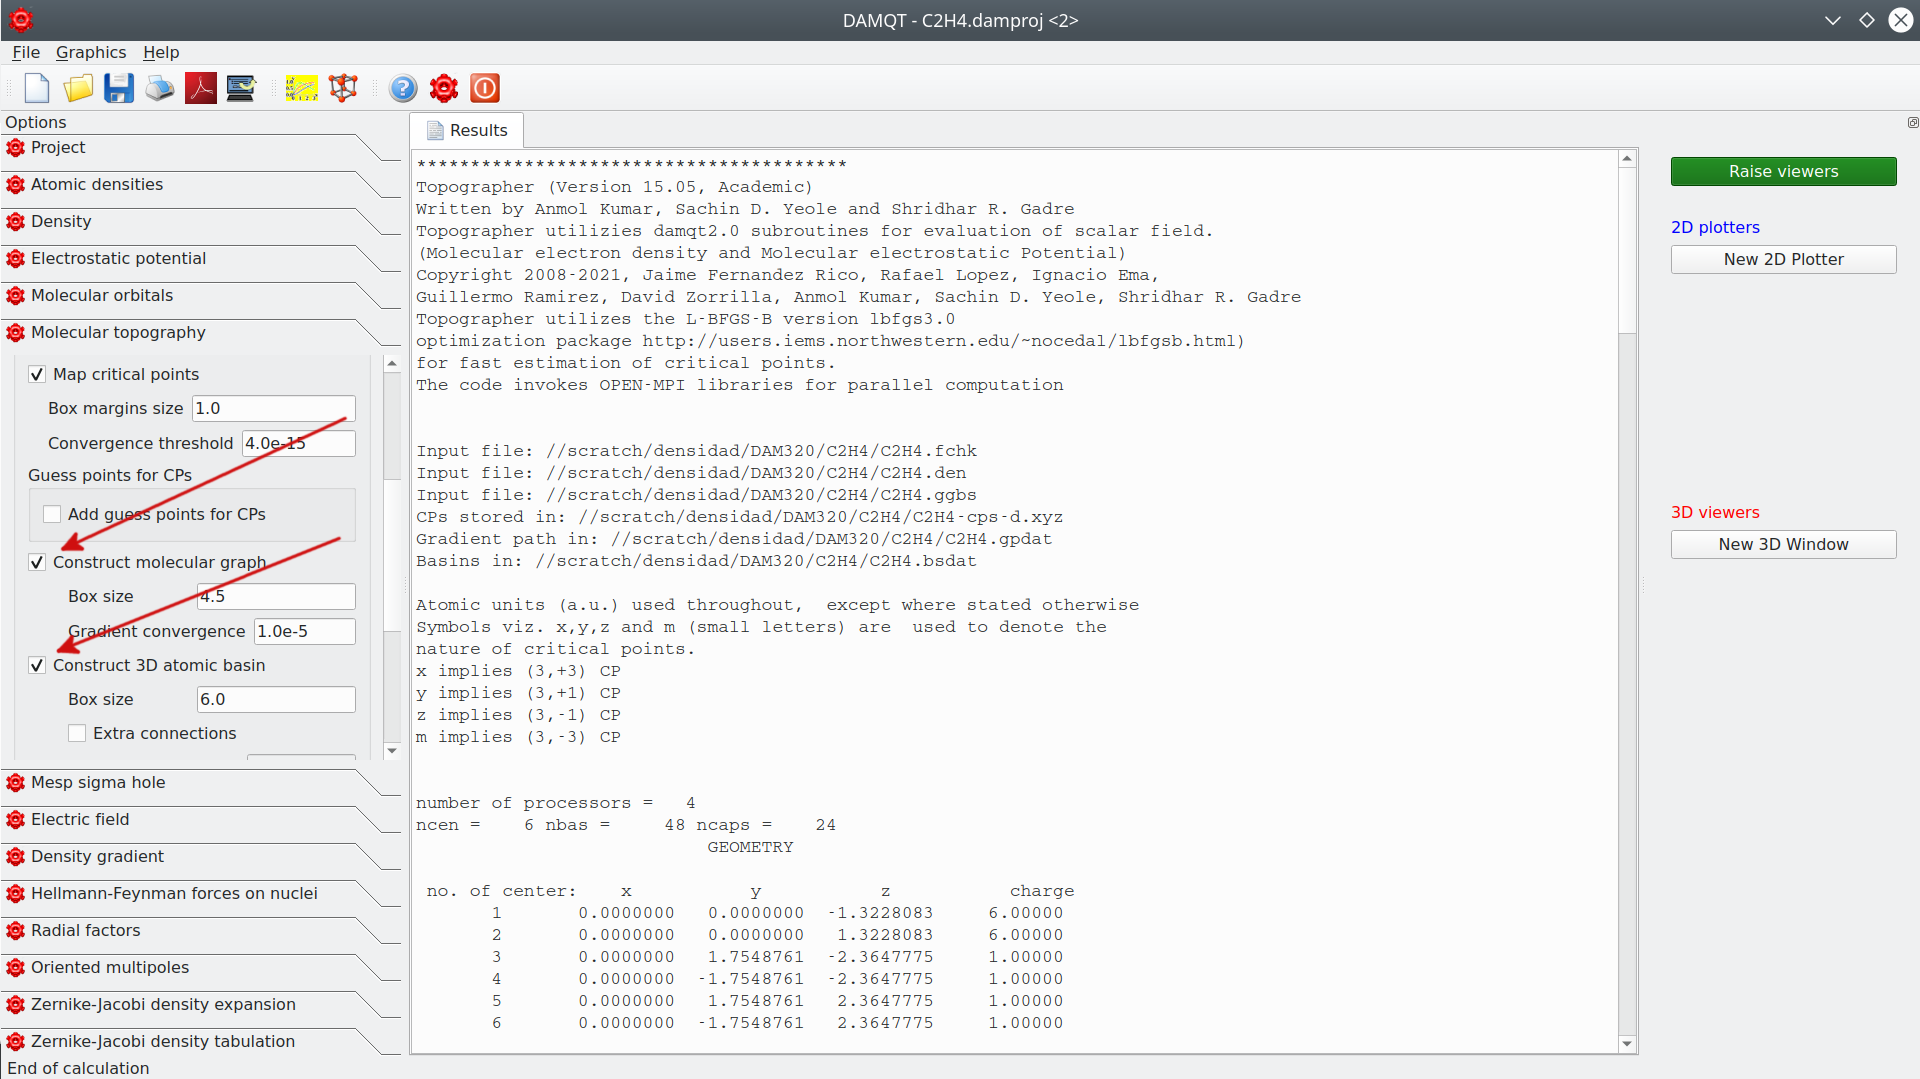 DAMQT - C2H4.damproj <2>
File Graphics Help
Options
Project
Atomic densities
Density
Electrostatic potential
Molecular orbitals
Molecular topography
Map critical points
Box margins size 1.0
Convergence threshold 4.0e-15
Guess points for CPs
Add guess points for CPs
Construct molecular graph
Box size 4.5
Gradient convergence 1.0e-5
Construct 3D atomic basin
Box size 6.0
Extra connections
Mesp sigma hole
Electric field
Density gradient
Hellmann-Feynman forces on nuclei
Radial factors
Oriented multipoles
Zernike-Jacobi density expansion
Zernike-Jacobi density tabulation
End of calculation
Results
****************************************
Topographer (Version 15.05, Academic)
Written by Anmol Kumar, Sachin D. Yeole and Shridhar R. Gadre
Topographer utilizies damqt2.0 subroutines for evaluation of scalar field.
(Molecular electron density and Molecular electrostatic Potential)
Copyright 2008-2021, Jaime Fernandez Rico, Rafael Lopez, Ignacio Ema,
Guillermo Ramirez, David Zorrilla, Anmol Kumar, Sachin D. Yeole, Shridhar R. Gadre
Topographer utilizes the L-BFGS-B version lbfgs3.0
optimization package http://users.iems.northwestern.edu/~nocedal/lbfgsb.html)
for fast estimation of critical points.
The code invokes OPEN-MPI libraries for parallel computation
Input file: //scratch/densidad/DAM320/C2H4/C2H4.fchk
Input file: //scratch/densidad/DAM320/C2H4/C2H4.den
Input file: //scratch/densidad/DAM320/C2H4/C2H4.ggbs
CPs stored in: //scratch/densidad/DAM320/C2H4/C2H4-cps-d.xyz
Gradient path in: //scratch/densidad/DAM320/C2H4/C2H4.gpdat
Basins in: //scratch/densidad/DAM320/C2H4/C2H4.bsdat
Atomic units (a.u.) used throughout, except where stated otherwise
Symbols viz. x,y,z and m (small letters) are used to denote the
nature of critical points.
x implies (3,+3) CP
y implies (3,+1) CP
z implies (3,-1) CP
m implies (3,-3) CP
number of processors = 4
ncen = 6 nbas = 48 ncaps = 24
GEOMETRY
no. of center: x y z charge
1 0.0000000 0.0000000 -1.3228083 6.00000
2 0.0000000 0.0000000 1.3228083 6.00000
3 0.0000000 1.7548761 -2.3647775 1.00000
4 0.0000000 -1.7548761 -2.3647775 1.00000
5 0.0000000 1.7548761 2.3647775 1.00000
6 0.0000000 -1.7548761 2.3647775 1.00000
Raise viewers
2D plotters
New 2D Plotter
3D viewers
New 3D Window